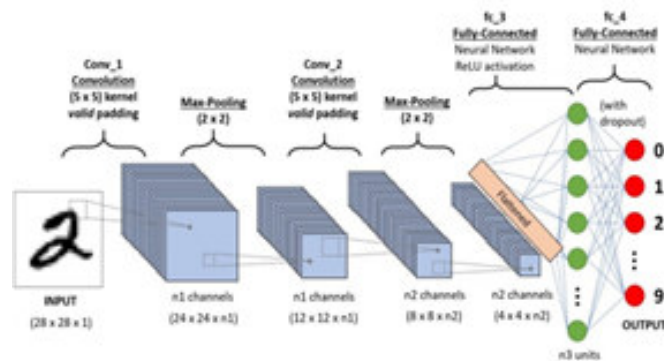 Conv_1
Convolution
(5 x 5) kernel
valid padding
Max-Pooling
(2 x 2)
Conv_2
Convolution
(5 x 5) kernel
valid padding
Max-Pooling
(2 x 2)
fc_3
Fully-Connected
Neural Network
ReLU activation
fc_4
Fully-Connected
Neural Network
(with
dropout)
Flattened
0
1
2
9
2
INPUT
(28 x 28 x 1)
n1 channels
(24 x 24 x n1)
n1 channels
(12 x 12 x n1)
n2 channels
(8 x 8 x n2)
n2 channels
(4 x 4 x n2)
n3 units
OUTPUT